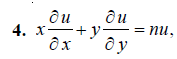 4. x ∂u/∂x + y ∂u/∂y = nu,